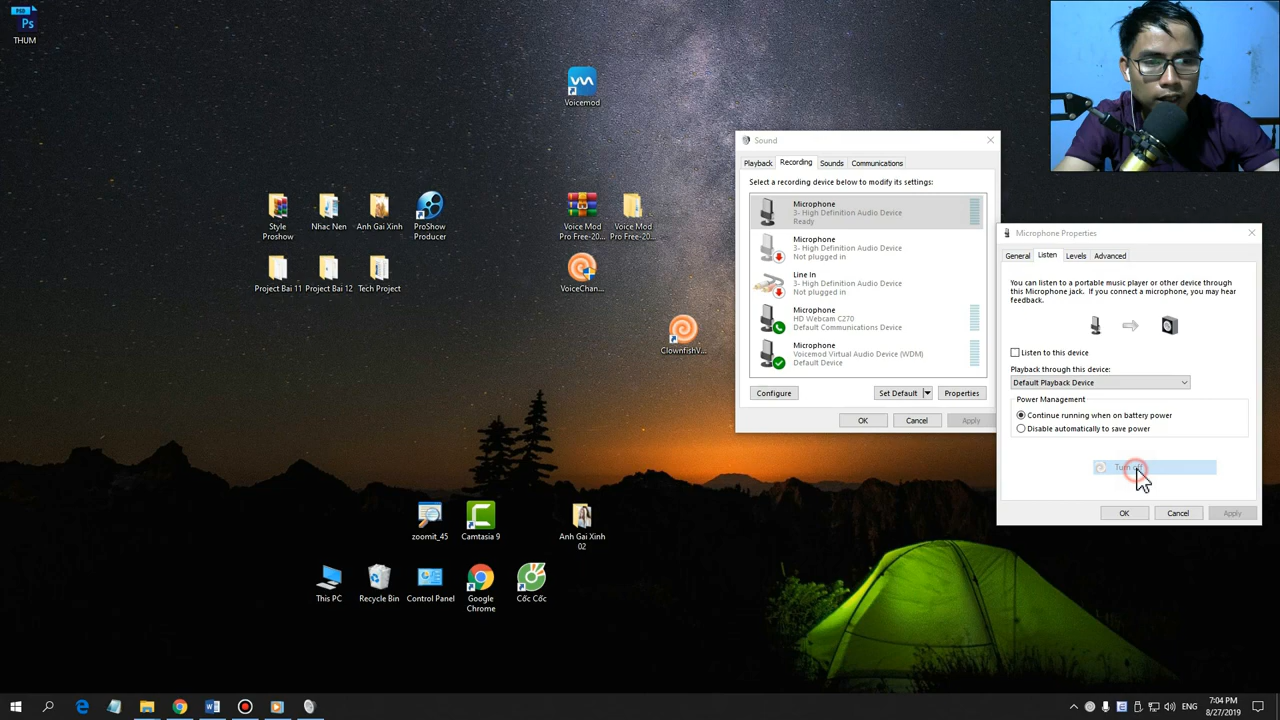 PSD
Ps
THUM
Voicemod
Sound
Playback
Recording
Sounds
Communications
Select a recording device below to modify its settings:
Microphone
3- High Definition Audio Device
Ready
Microphone
3- High Definition Audio Device
Not plugged in
Line In
3- High Definition Audio Device
Not plugged in
Microphone
HD Webcam C270
Default Communications Device
Microphone
Voicemod Virtual Audio Device (WDM)
Default Device
Configure
Set Default
Properties
OK
Cancel
Apply
Style
Proshow
Nhac Nen
Anh Gai Xinh
ProShow
Producer
Voice Mod
Pro Free-20...
Voice Mod
Pro Free-20...
Project Bai 11
Project Bai 12
Tech Project
VoiceChan...
ClownfishV...
Microphone Properties
General
Listen
Levels
Advanced
You can listen to a portable music player or other device through
this Microphone jack. If you connect a microphone, you may hear
feedback.
Listen to this device
Playback through this device:
Default Playback Device
Power Management
Continue running when on battery power
Disable automatically to save power
Turn off
OK
Cancel
Apply
zoomit_45
Camtasia 9
Anh Gai Xinh
02
This PC
Recycle Bin
Control Panel
Google
Chrome
Cốc Cốc
ENG
7:04 PM
8/27/2019